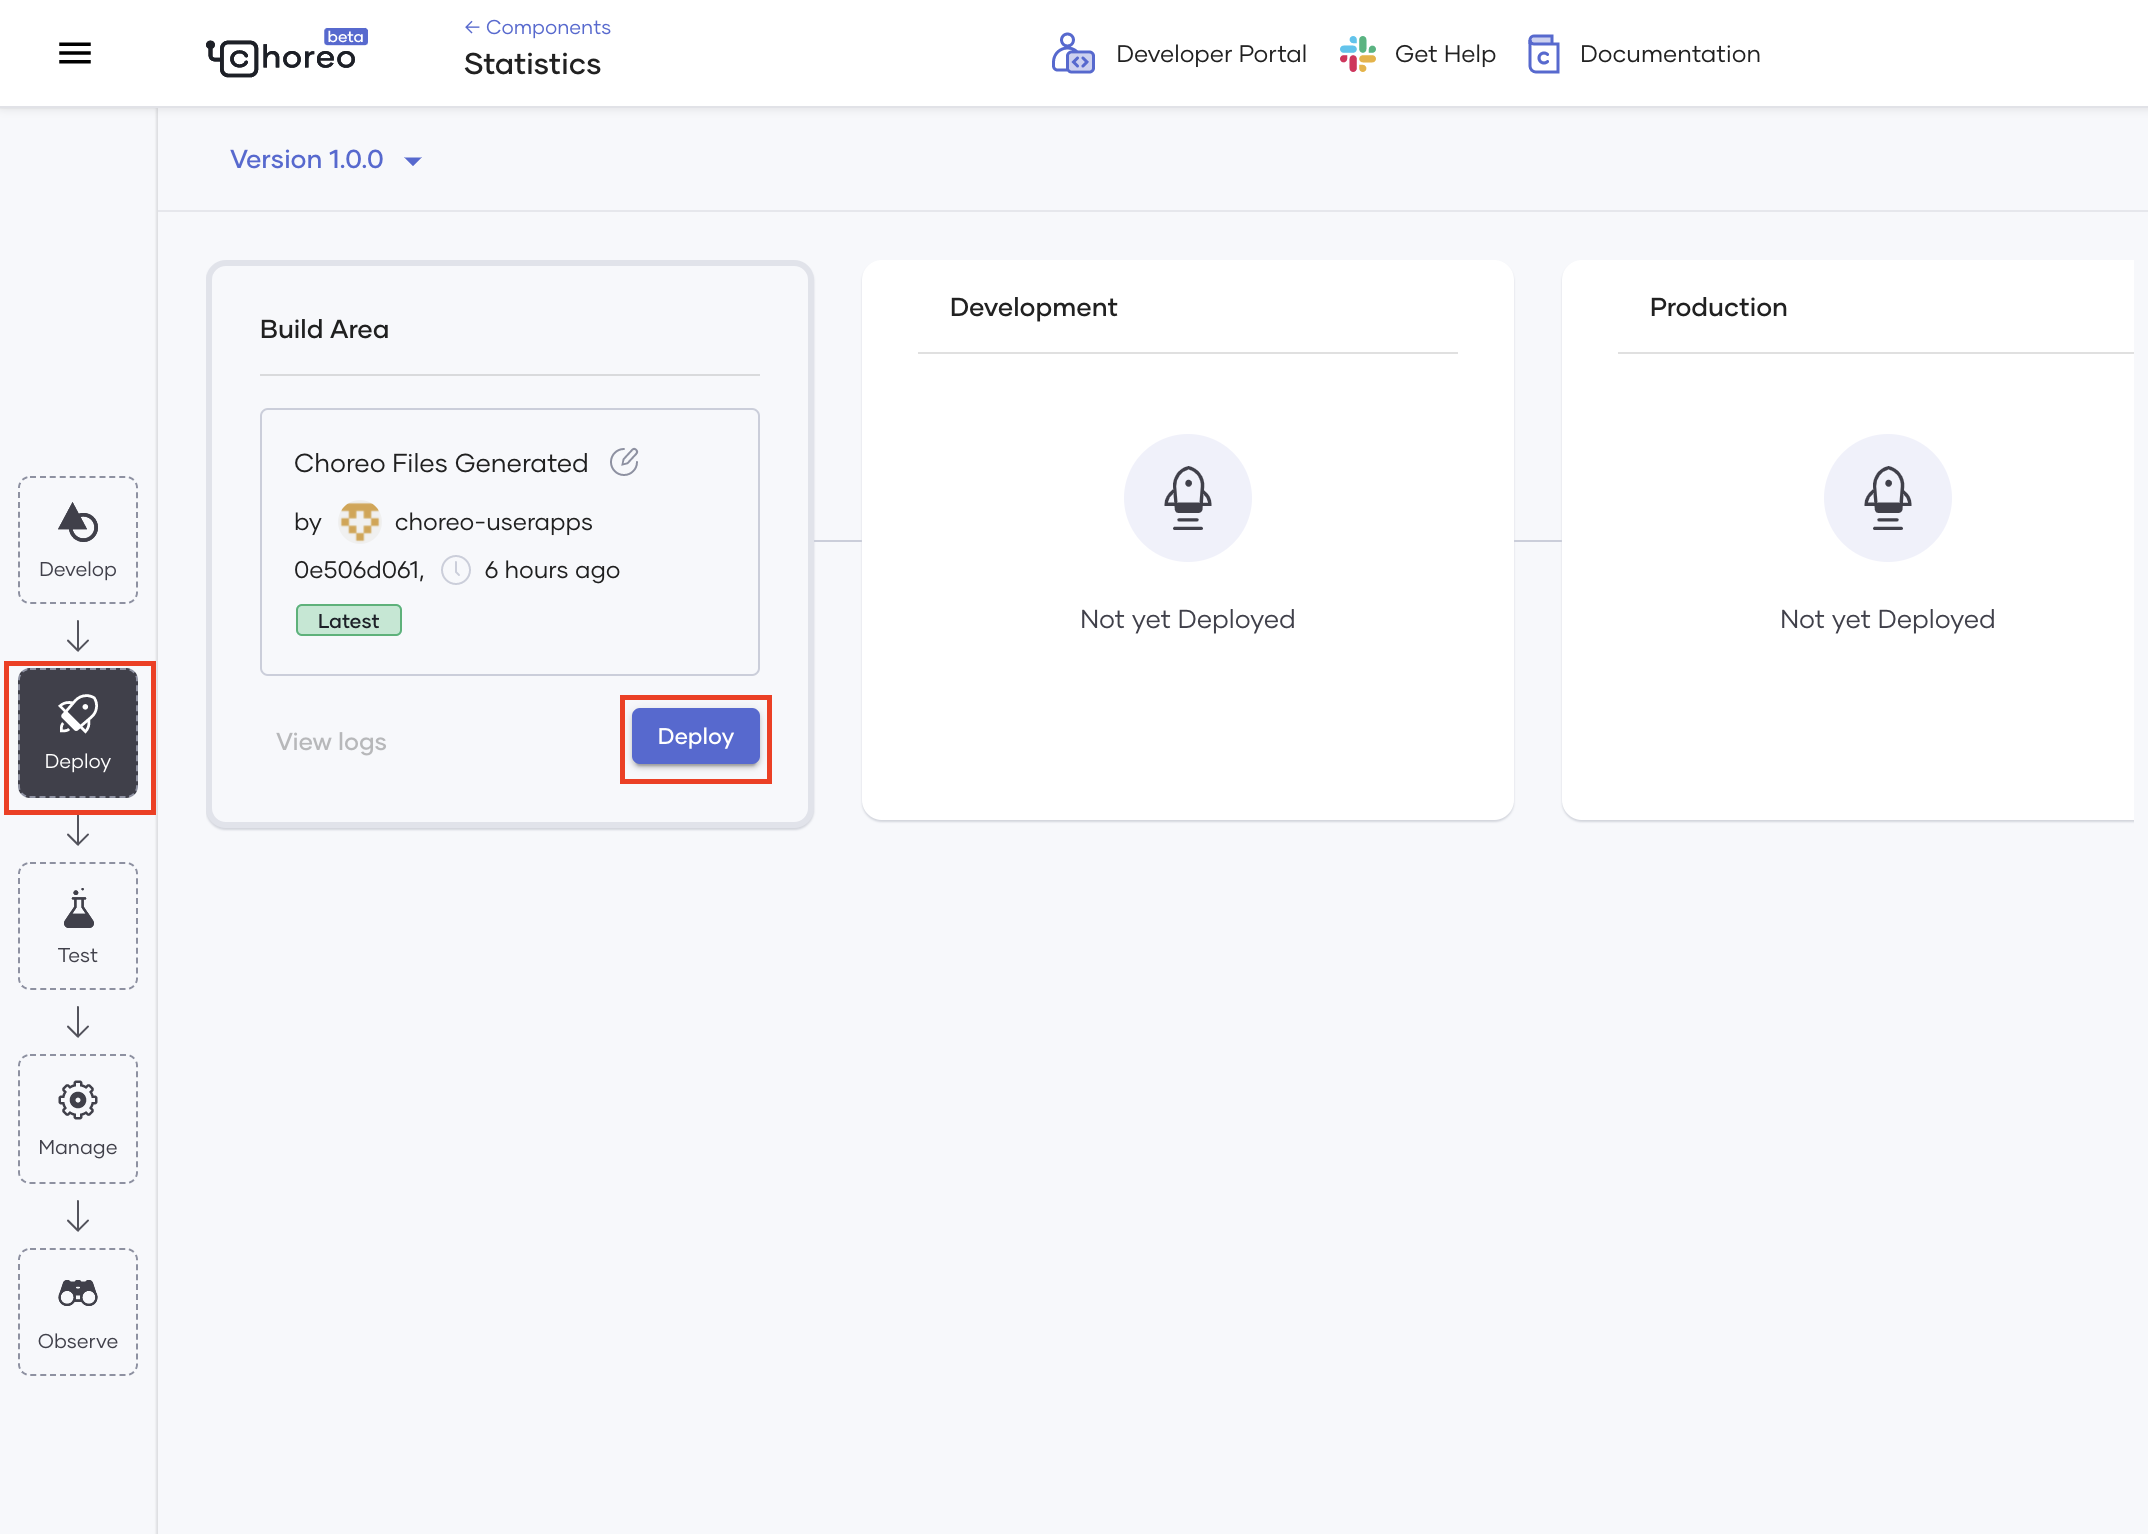 beta
Choreo
← Components
Statistics
Developer Portal
Get Help
Documentation
Version 1.0.0
Build Area
Choreo Files Generated
by choreo-userapps
0e506d061, 6 hours ago
Latest
View logs
Deploy
Development
Not yet Deployed
Production
Not yet Deployed
Develop
Deploy
Test
Manage
Observe